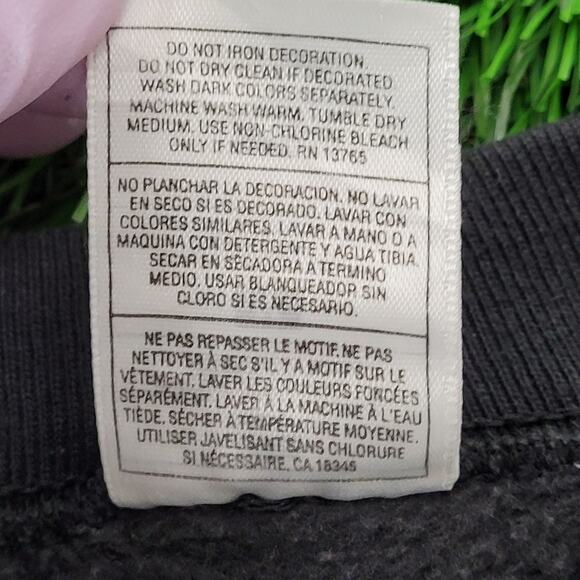 DO NOT IRON DECORATION.
DO NOT DRY CLEAN IF DECORATED
WASH DARK COLORS SEPARATELY.
MACHINE WASH WARM. TUMBLE DRY
MEDIUM. USE NON-CHLORINE BLEACH
ONLY IF NEEDED. RN 13765
NO PLANCHAR LA DECORACION. NO LAVAR
EN SECO SI ES DECORADO. LAVAR CON
COLORES SIMILARES. LAVAR A MANO O A
MAQUINA CON DETERGENTE Y AGUA TIBIA.
SECAR EN SECADORA A TERMINO
MEDIO. USAR BLANQUEADOR SIN
CLORO SI ES NECESARIO.
NE PAS REPASSER LE MOTIF. NE PAS
NETTOYER À SEC S'IL Y A MOTIF SUR LE
VÊTEMENT. LAVER LES COULEURS FONCÉES
SÉPARÉMENT. LAVER À LA MACHINE À L'EAU
TIÈDE. SÉCHER À TEMPÉRATURE MOYENNE.
UTILISER JAVELISANT SANS CHLORURE
SI NÉCESSAIRE. CA 18345